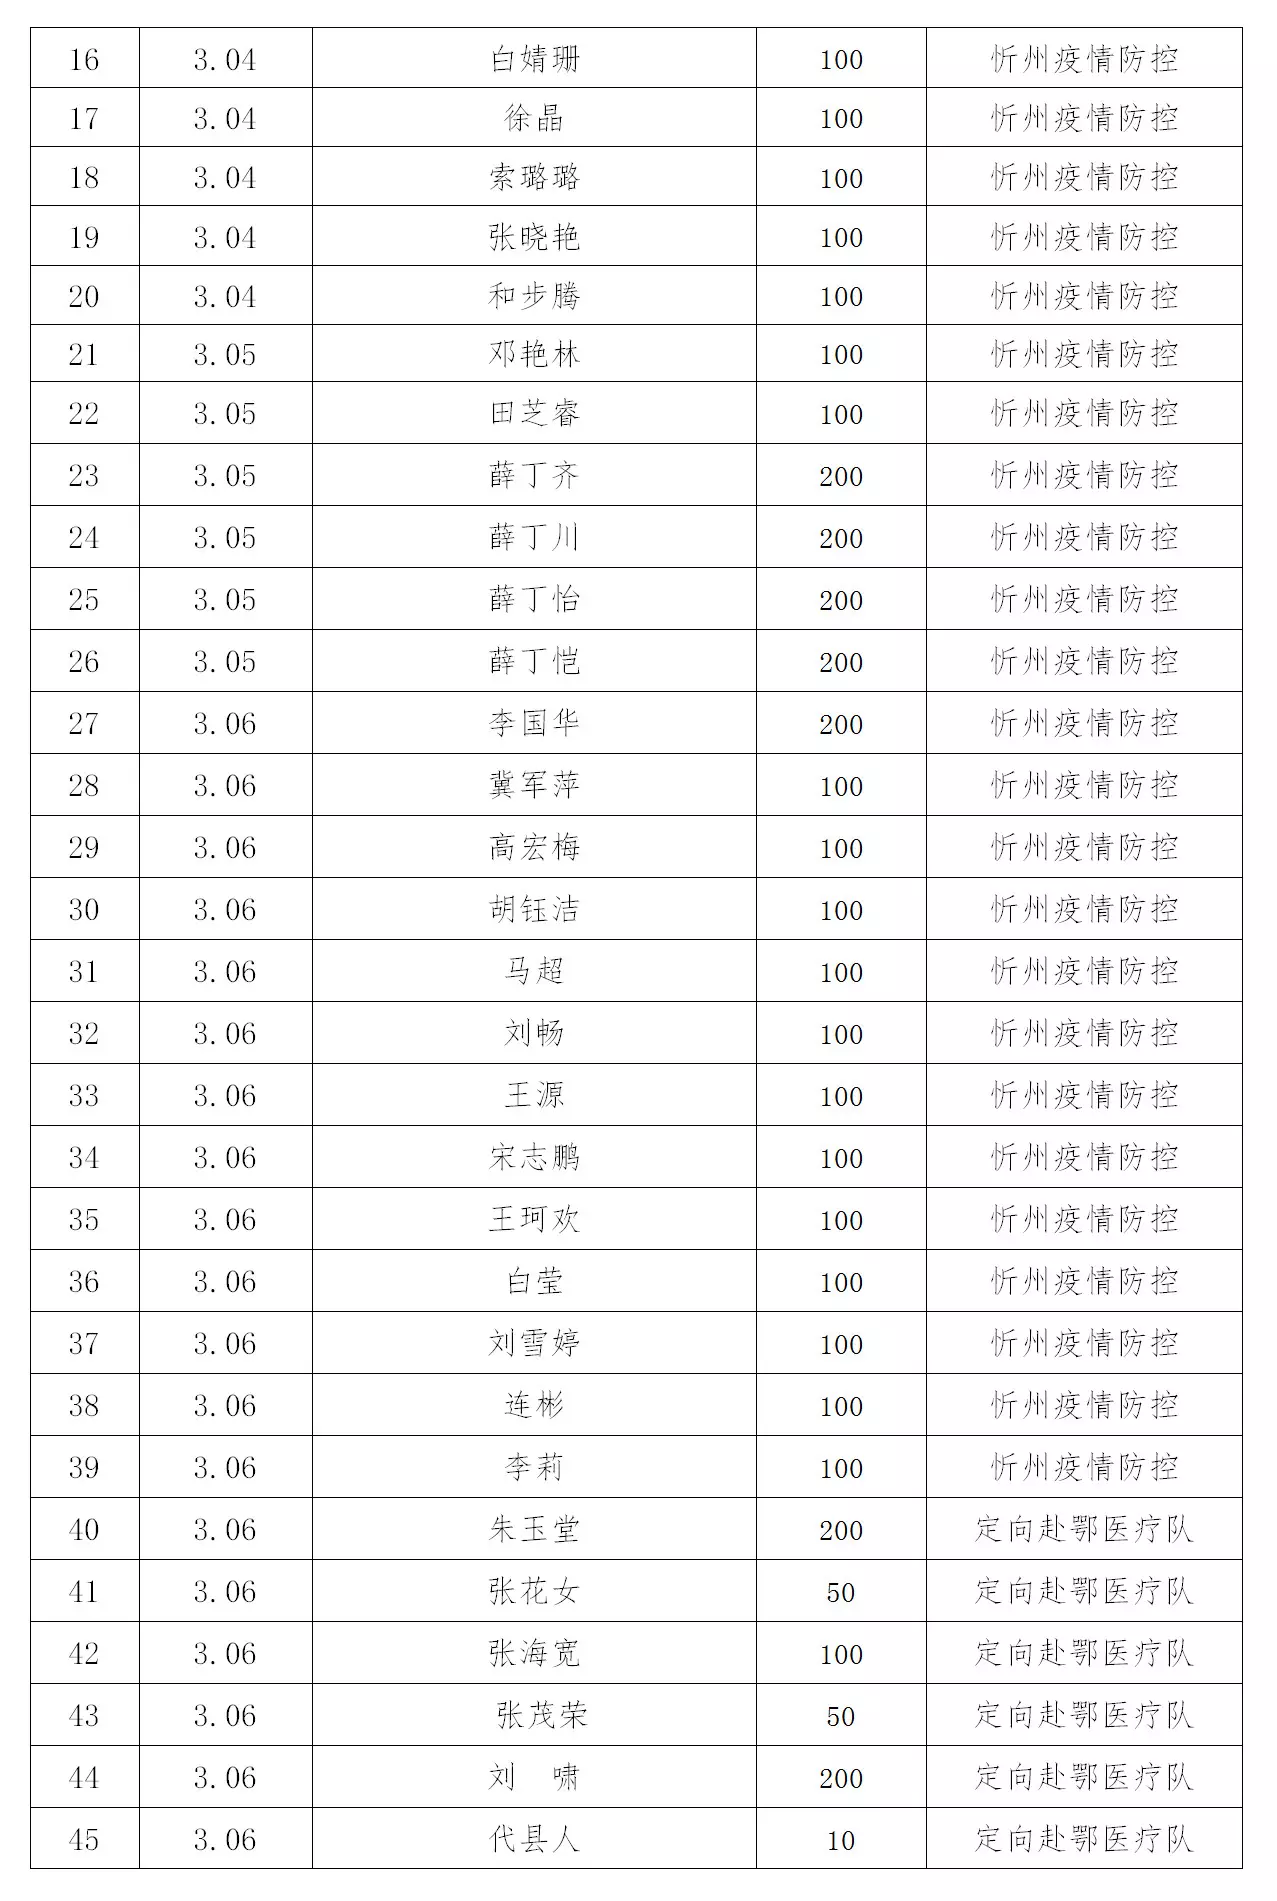 16 3.04 白婧珊 100 忻州疫情防控
17 3.04 徐晶 100 忻州疫情防控
18 3.04 索璐璐 100 忻州疫情防控
19 3.04 张晓艳 100 忻州疫情防控
20 3.04 和步腾 100 忻州疫情防控
21 3.05 邓艳林 100 忻州疫情防控
22 3.05 田芝睿 100 忻州疫情防控
23 3.05 薛丁齐 200 忻州疫情防控
24 3.05 薛丁川 200 忻州疫情防控
25 3.05 薛丁怡 200 忻州疫情防控
26 3.05 薛丁恺 200 忻州疫情防控
27 3.06 李国华 200 忻州疫情防控
28 3.06 冀军萍 100 忻州疫情防控
29 3.06 高宏梅 100 忻州疫情防控
30 3.06 胡钰洁 100 忻州疫情防控
31 3.06 马超 100 忻州疫情防控
32 3.06 刘畅 100 忻州疫情防控
33 3.06 王源 100 忻州疫情防控
34 3.06 宋志鹏 100 忻州疫情防控
35 3.06 王珂欢 100 忻州疫情防控
36 3.06 白莹 100 忻州疫情防控
37 3.06 刘雪婷 100 忻州疫情防控
38 3.06 连彬 100 忻州疫情防控
39 3.06 李莉 100 忻州疫情防控
40 3.06 朱玉堂 200 定向赴鄂医疗队
41 3.06 张花女 50 定向赴鄂医疗队
42 3.06 张海宽 100 定向赴鄂医疗队
43 3.06 张茂荣 50 定向赴鄂医疗队
44 3.06 刘 啸 200 定向赴鄂医疗队
45 3.06 代县人 10 定向赴鄂医疗队